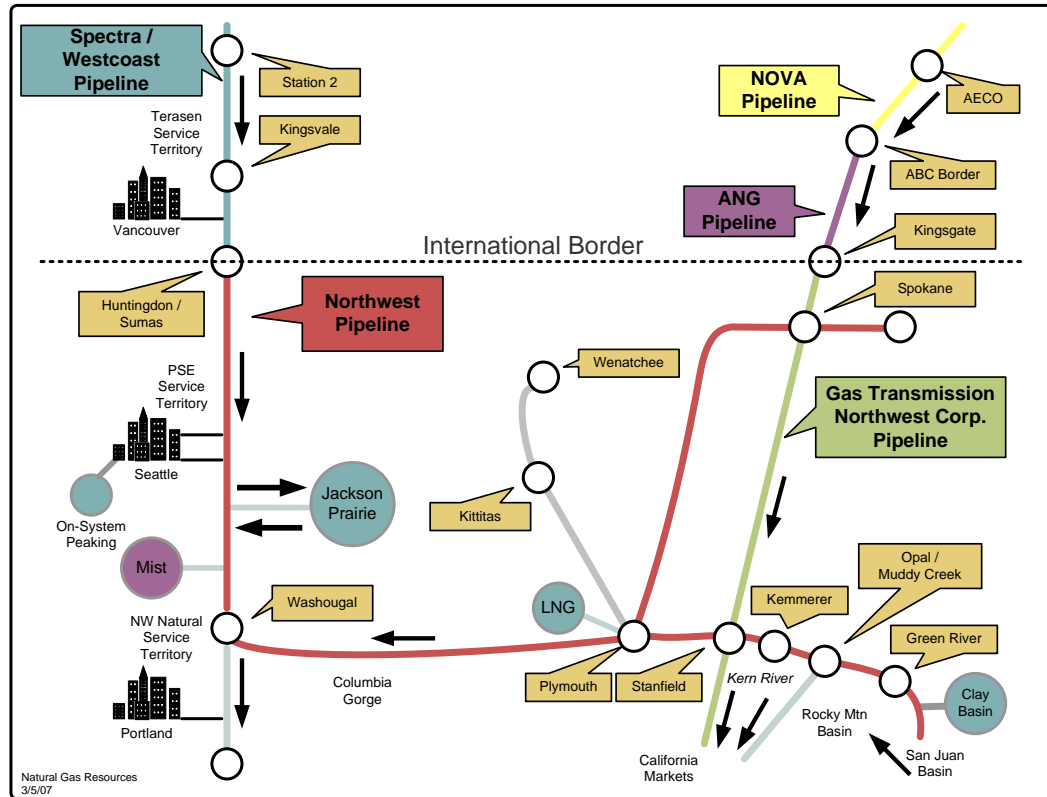 Spectra /
Westcoast
Pipeline
Station 2
NOVA
Pipeline
AECO
Terasen
Service
Territory
Kingsvale
ABC Border
Vancouver
ANG
Pipeline
Kingsgate
International Border
Huntingdon /
Sumas
Northwest
Pipeline
Spokane
PSE
Service
Territory
Wenatchee
Gas Transmission
Northwest Corp.
Pipeline
Seattle
Jackson
Prairie
On-System
Peaking
Kittitas
Mist
Opal /
Muddy Creek
Washougal
LNG
Kemmerer
NW Natural
Service
Territory
Green River
Columbia
Gorge
Plymouth
Stanfield
Kern River
Clay
Basin
Portland
Rocky Mtn
Basin
California
Markets
San Juan
Basin
Natural Gas Resources
3/5/07